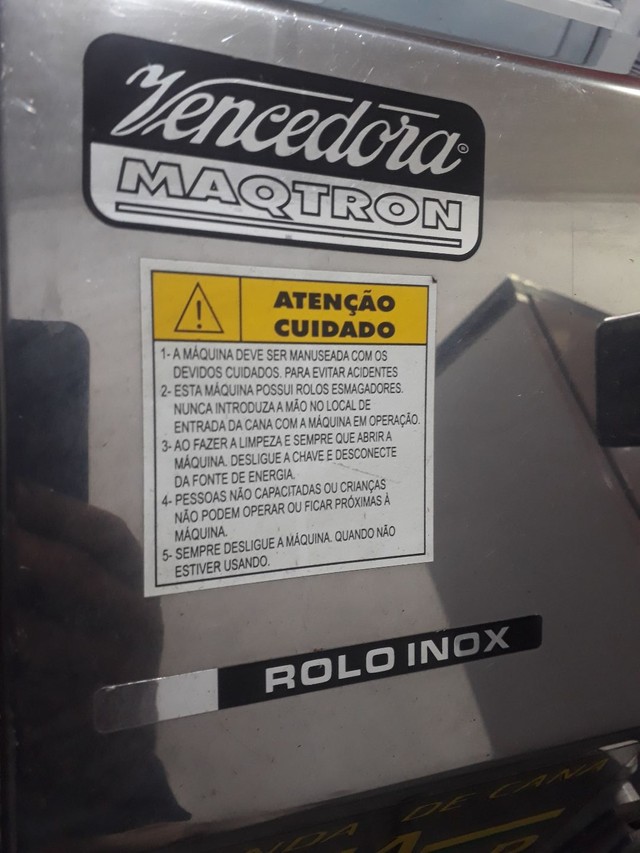 Vencedora®
MAQTRON
ATENÇÃO
CUIDADO
1- A MÁQUINA DEVE SER MANUSEADA COM OS
DEVIDOS CUIDADOS. PARA EVITAR ACIDENTES
2- ESTA MÁQUINA POSSUI ROLOS ESMAGADORES.
NUNCA INTRODUZA A MÃO NO LOCAL DE
ENTRADA DA CANA COM A MÁQUINA EM OPERAÇÃO.
3- AO FAZER A LIMPEZA E SEMPRE QUE ABRIR A
MÁQUINA. DESLIGUE A CHAVE E DESCONECTE
DA FONTE DE ENERGIA.
4- PESSOAS NÃO CAPACITADAS OU CRIANÇAS
NÃO PODEM OPERAR OU FICAR PRÓXIMAS À
MÁQUINA.
5- SEMPRE DESLIGUE A MÁQUINA. QUANDO NÃO
ESTIVER USANDO.
ROLO INOX
DE CANA